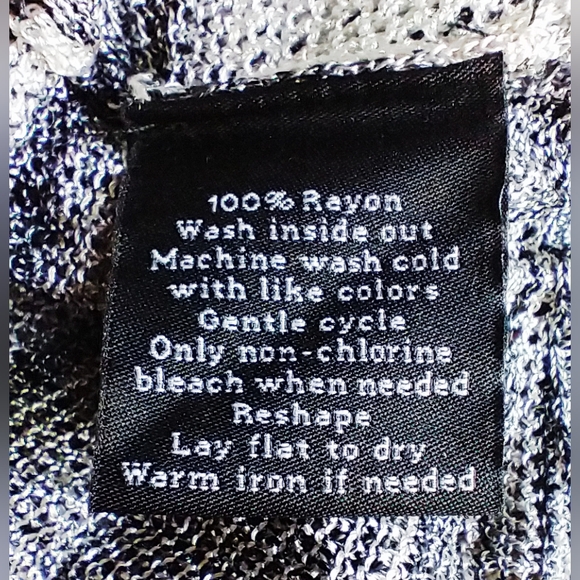 100% Rayon
Wash inside out
Machine wash cold
with like colors
Gentle cycle
Only non-chlorine
bleach when needed
Reshape
Lay flat to dry
Warm iron if needed